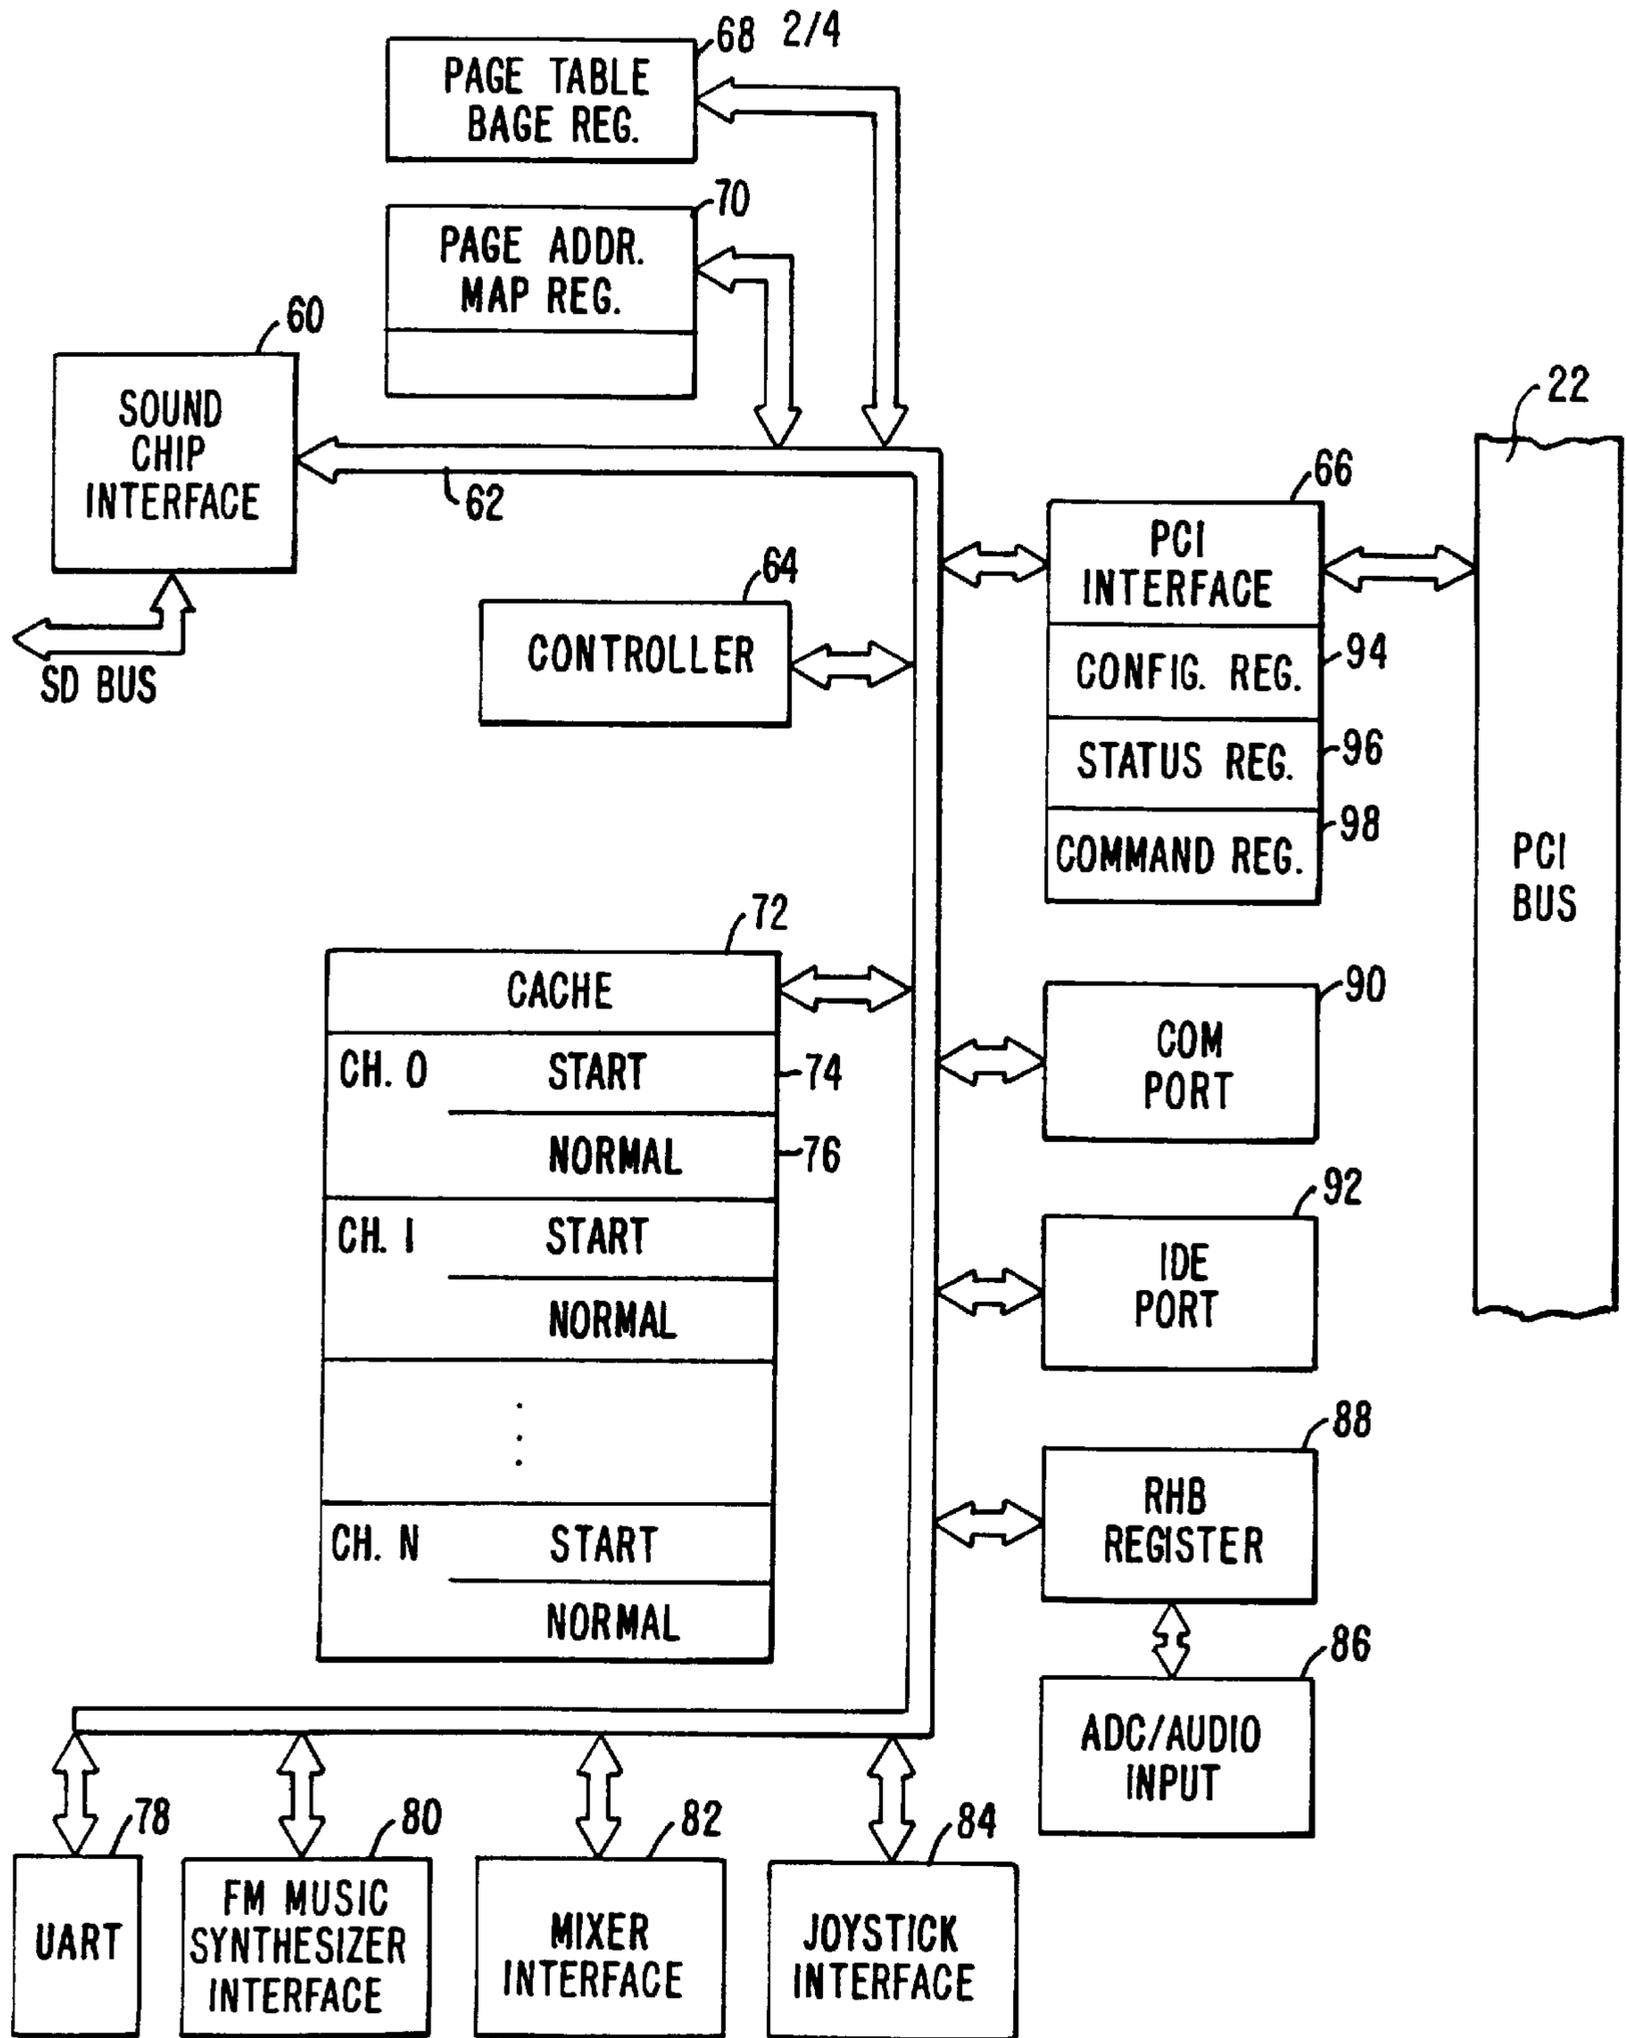 68 2/4
PAGE TABLE
BAGE REG.
70
PAGE ADDR.
MAP REG.
60
SOUND
CHIP
INTERFACE
62
SD BUS
64
CONTROLLER
22
PCI
BUS
66
PCI
INTERFACE
CONFIG. REG. 94
STATUS REG. 96
COMMAND REG. 98
72
CACHE
CH. 0 START 74
NORMAL 76
CH. 1 START
NORMAL
CH. N START
NORMAL
90
COM
PORT
92
IDE
PORT
88
RHB
REGISTER
86
ADC/AUDIO
INPUT
78
UART
80
FM MUSIC
SYNTHESIZER
INTERFACE
82
MIXER
INTERFACE
84
JOYSTICK
INTERFACE